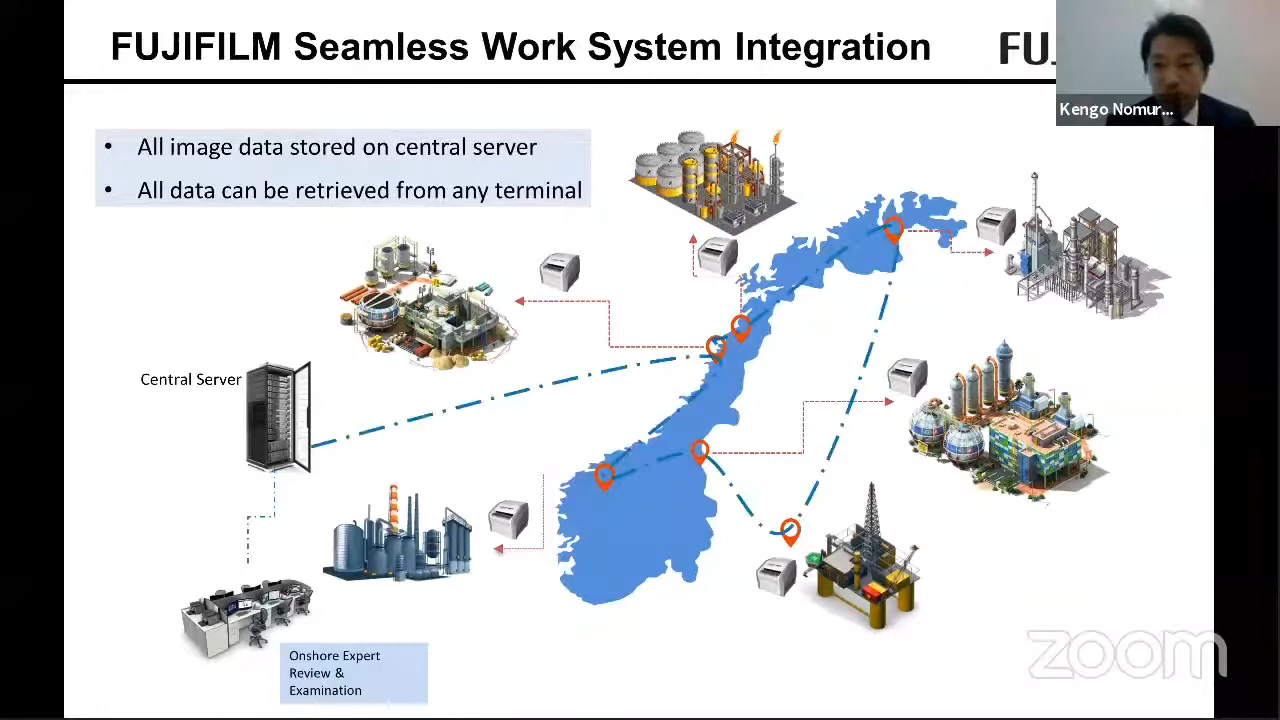 FUJIFILM Seamless Work System Integration
FUJ
Kengo Nomur...
• All image data stored on central server
• All data can be retrieved from any terminal
Central Server
Onshore Expert
Review &
Examination
zoom